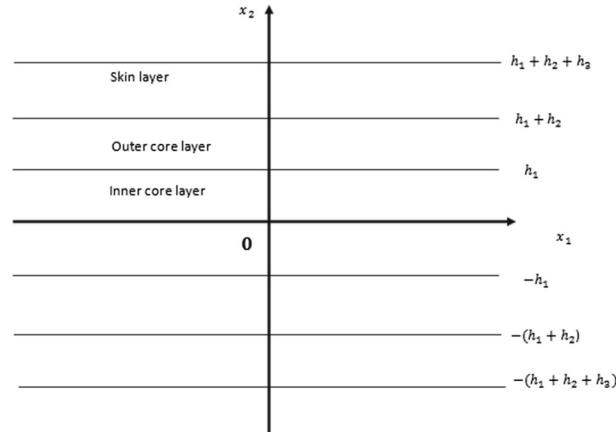 x₂
h₁ + h₂ + h₃
Skin layer
h₁ + h₂
Outer core layer
h₁
Inner core layer
0
x₁
−h₁
−(h₁ + h₂)
−(h₁ + h₂ + h₃)